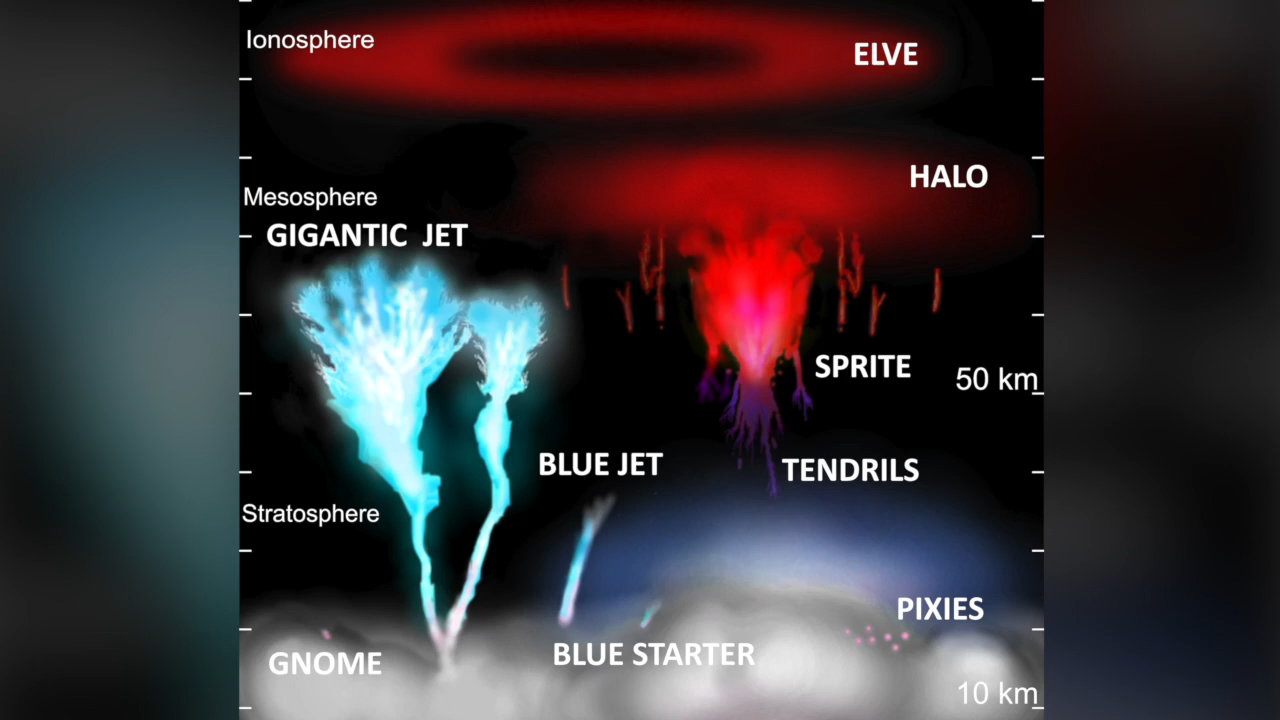 Ionosphere
ELVE
HALO
Mesosphere
GIGANTIC JET
SPRITE
50 km
BLUE JET
TENDRILS
Stratosphere
PIXIES
BLUE STARTER
GNOME
10 km